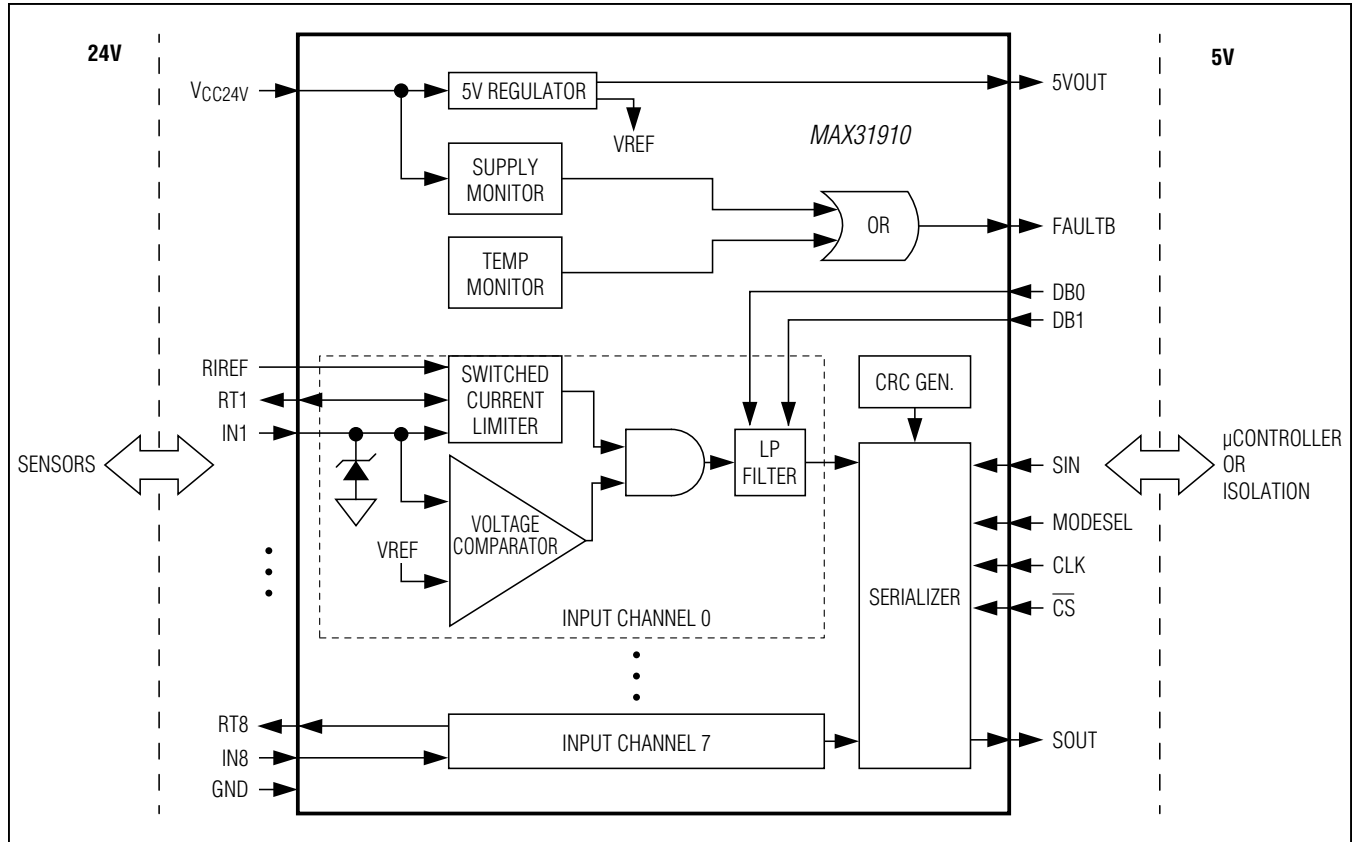 24V
5V
VCC24V
5V REGULATOR
5VOUT
VREF
MAX31910
SUPPLY
MONITOR
OR
FAULTB
TEMP
MONITOR
DB0
DB1
RIREF
RT1
IN1
SWITCHED
CURRENT
LIMITER
CRC GEN.
LP
FILTER
SENSORS
SIN
µCONTROLLER
OR
ISOLATION
MODESEL
VOLTAGE
COMPARATOR
VREF
CLK
SERIALIZER
CS
INPUT CHANNEL 0
RT8
IN8
GND
INPUT CHANNEL 7
SOUT